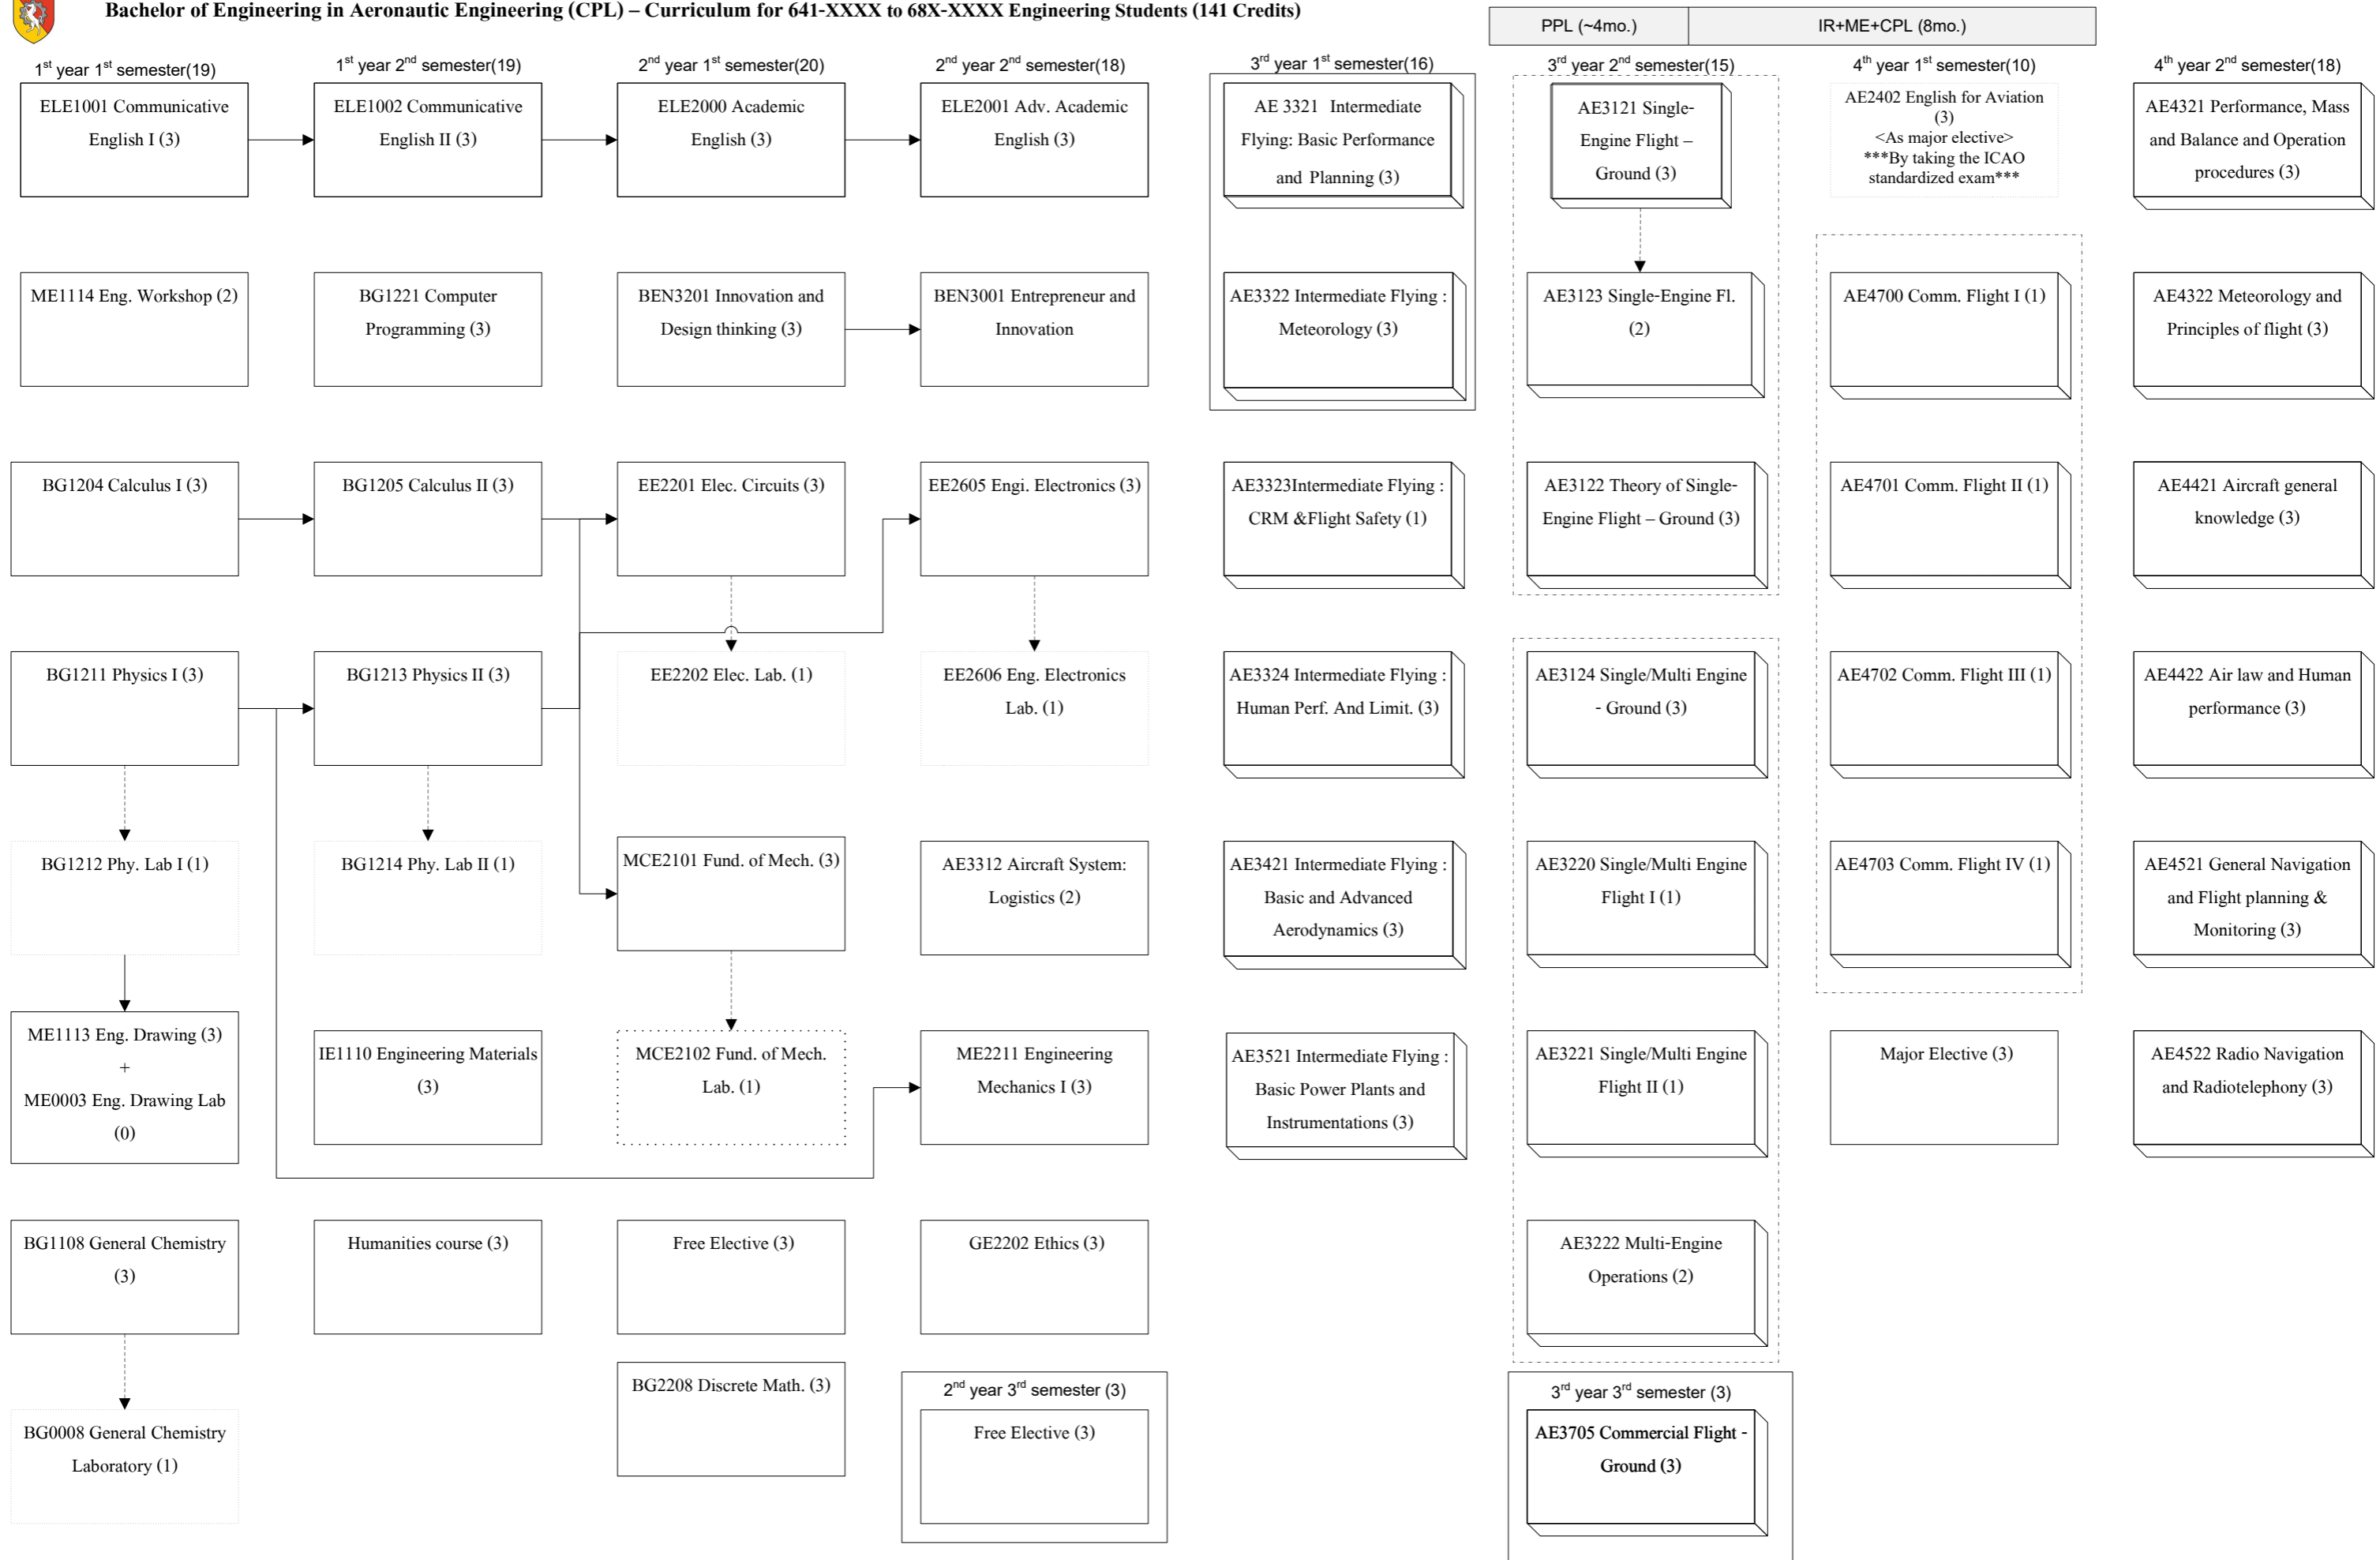 Bachelor of Engineering in Aeronautic Engineering (CPL) – Curriculum for 641-XXXX to 68X-XXXX Engineering Students (141 Credits)
PPL (~4mo.)
IR+ME+CPL (8mo.)
1st year 1st semester(19)
ELE1001 Communicative
English I (3)
ME1114 Eng. Workshop (2)
BG1204 Calculus I (3)
BG1211 Physics I (3)
BG1212 Phy. Lab I (1)
ME1113 Eng. Drawing (3)
+
ME0003 Eng. Drawing Lab
(0)
BG1108 General Chemistry
(3)
BG0008 General Chemistry
Laboratory (1)
1st year 2nd semester(19)
ELE1002 Communicative
English II (3)
BG1221 Computer
Programming (3)
BG1205 Calculus II (3)
BG1213 Physics II (3)
BG1214 Phy. Lab II (1)
IE1110 Engineering Materials
(3)
Humanities course (3)
2nd year 1st semester(20)
ELE2000 Academic
English (3)
BEN3201 Innovation and
Design thinking (3)
EE2201 Elec. Circuits (3)
EE2202 Elec. Lab. (1)
MCE2101 Fund. of Mech. (3)
MCE2102 Fund. of Mech.
Lab. (1)
Free Elective (3)
BG2208 Discrete Math. (3)
2nd year 2nd semester(18)
ELE2001 Adv. Academic
English (3)
BEN3001 Entrepreneur and
Innovation
EE2605 Engi. Electronics (3)
EE2606 Eng. Electronics
Lab. (1)
AE3312 Aircraft System:
Logistics (2)
ME2211 Engineering
Mechanics I (3)
GE2202 Ethics (3)
2nd year 3rd semester (3)
Free Elective (3)
3rd year 1st semester(16)
AE 3321 Intermediate
Flying: Basic Performance
and Planning (3)
AE3322 Intermediate Flying :
Meteorology (3)
AE3323Intermediate Flying :
CRM &Flight Safety (1)
AE3324 Intermediate Flying :
Human Perf. And Limit. (3)
AE3421 Intermediate Flying :
Basic and Advanced
Aerodynamics (3)
AE3521 Intermediate Flying :
Basic Power Plants and
Instrumentations (3)
3rd year 2nd semester(15)
AE3121 Single-
Engine Flight –
Ground (3)
AE3123 Single-Engine Fl.
(2)
AE3122 Theory of Single-
Engine Flight – Ground (3)
AE3124 Single/Multi Engine
- Ground (3)
AE3220 Single/Multi Engine
Flight I (1)
AE3221 Single/Multi Engine
Flight II (1)
AE3222 Multi-Engine
Operations (2)
3rd year 3rd semester (3)
AE3705 Commercial Flight -
Ground (3)
4th year 1st semester(10)
AE2402 English for Aviation
(3)
<As major elective>
***By taking the ICAO
standardized exam***
AE4700 Comm. Flight I (1)
AE4701 Comm. Flight II (1)
AE4702 Comm. Flight III (1)
AE4703 Comm. Flight IV (1)
Major Elective (3)
4th year 2nd semester(18)
AE4321 Performance, Mass
and Balance and Operation
procedures (3)
AE4322 Meteorology and
Principles of flight (3)
AE4421 Aircraft general
knowledge (3)
AE4422 Air law and Human
performance (3)
AE4521 General Navigation
and Flight planning &
Monitoring (3)
AE4522 Radio Navigation
and Radiotelephony (3)